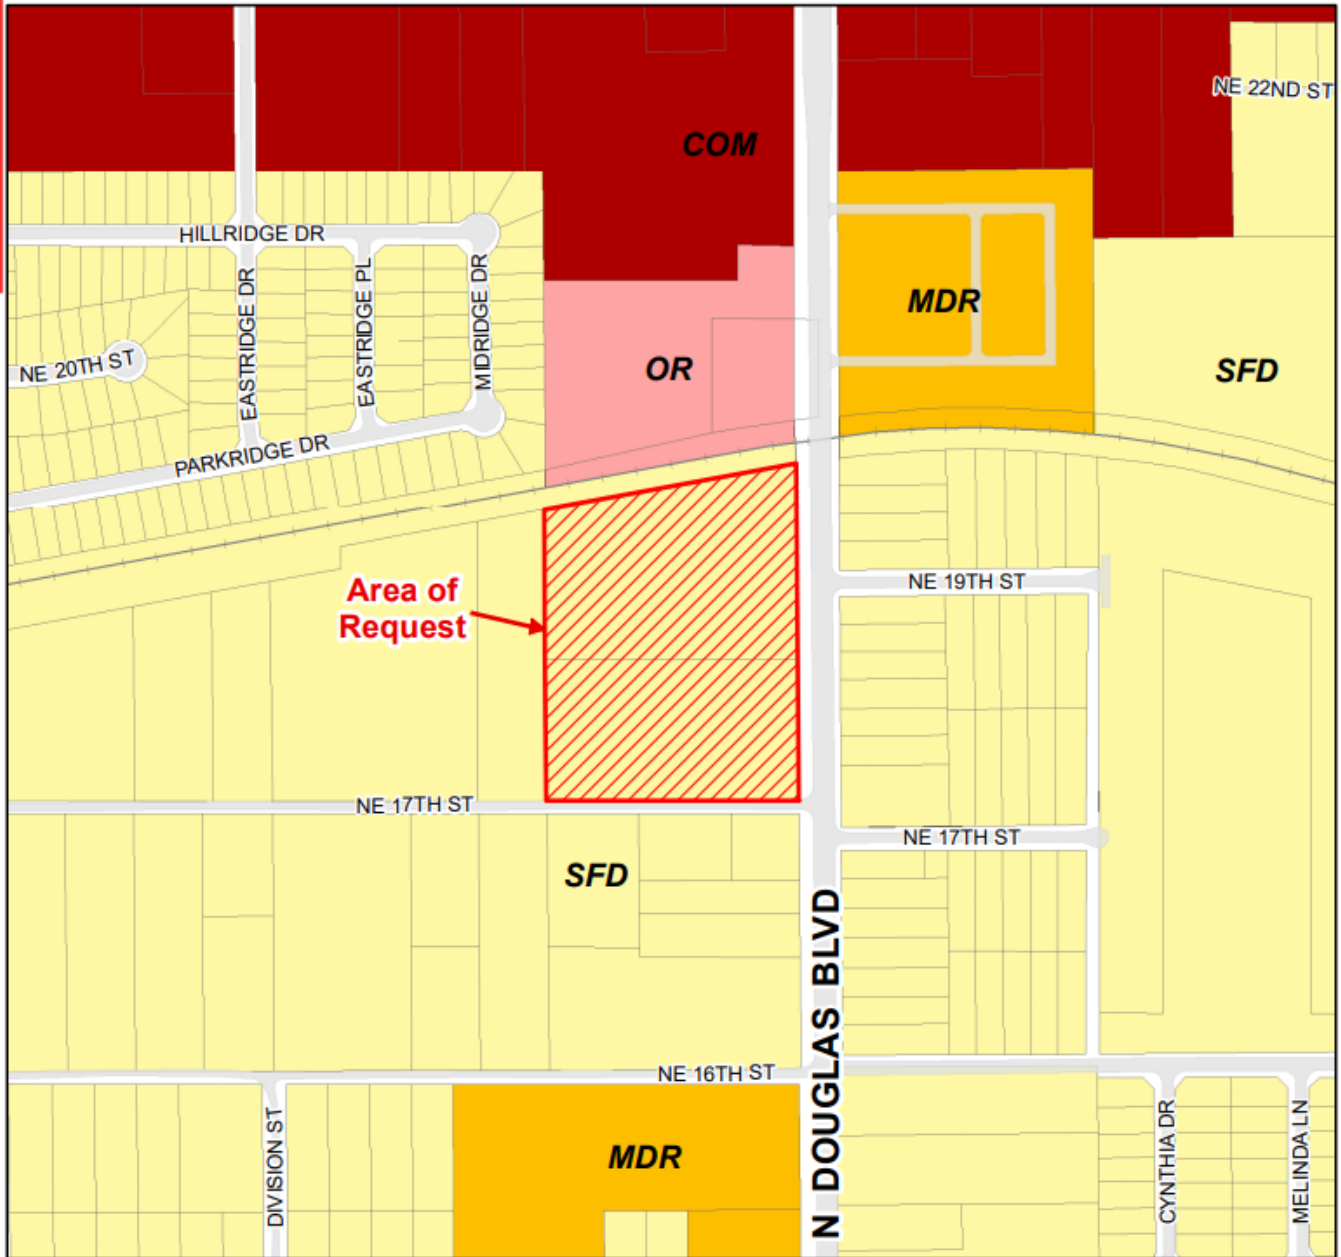 NE 22ND ST
COM
HILLRIDGE DR
EASTRIDGE DR
EASTRIDGE PL
MIDRIDGE DR
MDR
NE 20TH ST
OR
SFD
PARKRIDGE DR
Area of
Request
NE 19TH ST
NE 17TH ST
NE 17TH ST
SFD
N DOUGLAS BLVD
NE 16TH ST
DIVISION ST
MDR
CYNTHIA DR
MELINDA LN